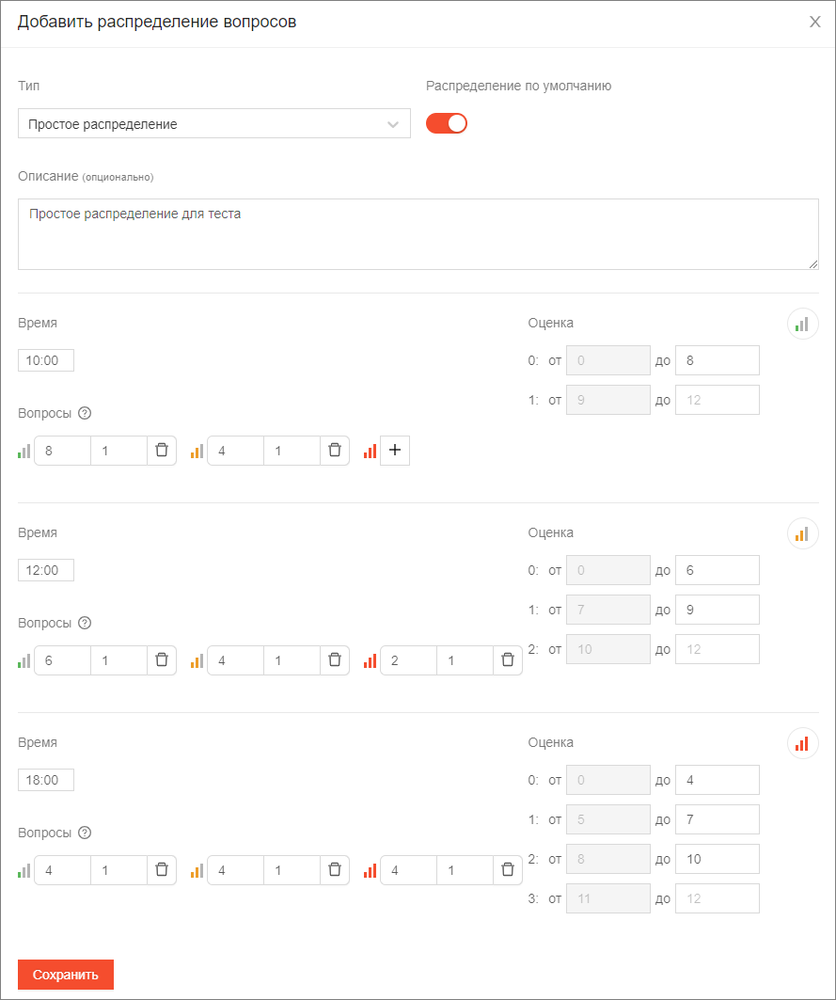 Добавить распределение вопросов
Тип
Распределение по умолчанию
Простое распределение
Описание (опционально)
Простое распределение для теста
Время
Оценка
10:00
0: от 0 до 8
1: от 9 до 12
Вопросы ?
8 1 4 1 +
Время
Оценка
12:00
0: от 0 до 6
1: от 7 до 9
Вопросы ?
2: от 10 до 12
6 1 4 1 2 1
Время
Оценка
18:00
0: от 0 до 4
1: от 5 до 7
Вопросы ?
2: от 8 до 10
4 1 4 1 4 1
3: от 11 до 12
Сохранить